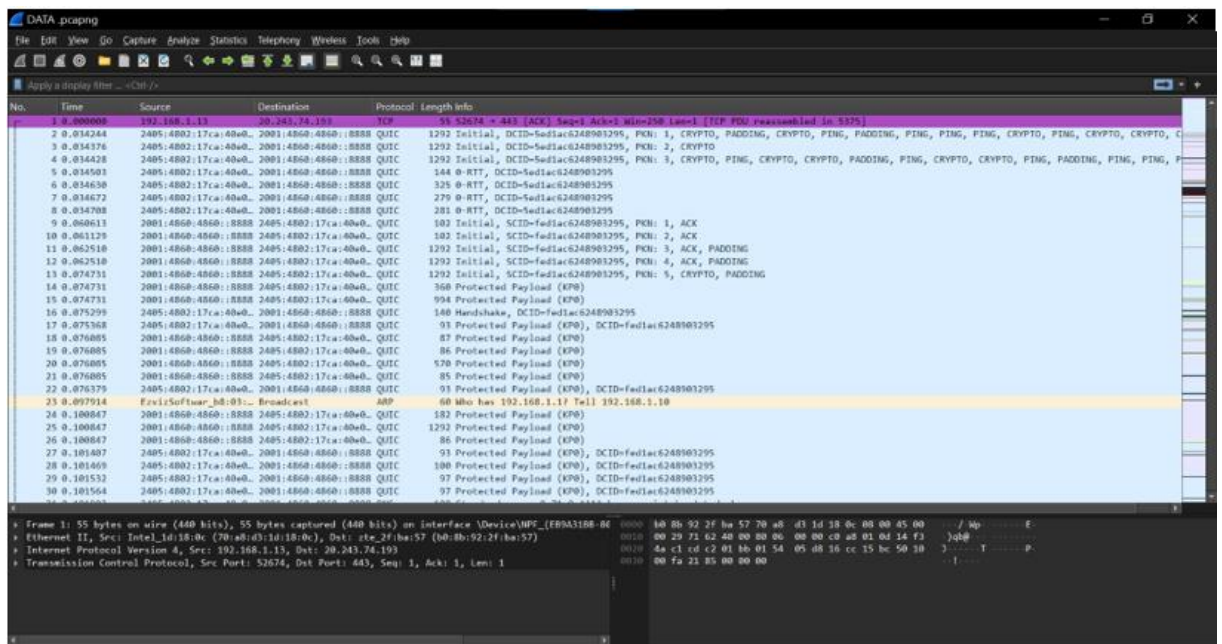 DATA .pcapng
File Edit View Go Capture Analyze Statistics Telephony Wireless Tools Help
Apply a display filter ... <Ctrl-/>
No. Time Source Destination Protocol Length Info
1 0.000000 192.168.1.13 20.243.74.193 TCP 55 52674 → 443 [ACK] Seq=1 Ack=1 Win=250 Len=1 [TCP PDU reassembled in 5375]
2 0.034244 2405:4802:17ca:40e0… 2001:4860:4860::8888 QUIC 1292 Initial, DCID=5ed1ac6248903295, PKN: 1, CRYPTO, PADDING, CRYPTO, PING, PADDING, PING, PING, PING, CRYPTO, PING, CRYPTO, CRYPTO, C
3 0.034376 2405:4802:17ca:40e0… 2001:4860:4860::8888 QUIC 1292 Initial, DCID=5ed1ac6248903295, PKN: 2, CRYPTO
4 0.034428 2405:4802:17ca:40e0… 2001:4860:4860::8888 QUIC 1292 Initial, DCID=5ed1ac6248903295, PKN: 3, CRYPTO, PING, CRYPTO, CRYPTO, PADDING, PING, CRYPTO, CRYPTO, PING, PADDING, PING, PING, P
5 0.034503 2405:4802:17ca:40e0… 2001:4860:4860::8888 QUIC 144 0-RTT, DCID=5ed1ac6248903295
6 0.034630 2405:4802:17ca:40e0… 2001:4860:4860::8888 QUIC 325 0-RTT, DCID=5ed1ac6248903295
7 0.034672 2405:4802:17ca:40e0… 2001:4860:4860::8888 QUIC 279 0-RTT, DCID=5ed1ac6248903295
8 0.034708 2405:4802:17ca:40e0… 2001:4860:4860::8888 QUIC 281 0-RTT, DCID=5ed1ac6248903295
9 0.060613 2001:4860:4860::8888 2405:4802:17ca:40e0… QUIC 102 Initial, SCID=fed1ac6248903295, PKN: 1, ACK
10 0.061129 2001:4860:4860::8888 2405:4802:17ca:40e0… QUIC 102 Initial, SCID=fed1ac6248903295, PKN: 2, ACK
11 0.062510 2001:4860:4860::8888 2405:4802:17ca:40e0… QUIC 1292 Initial, SCID=fed1ac6248903295, PKN: 3, ACK, PADDING
12 0.062510 2001:4860:4860::8888 2405:4802:17ca:40e0… QUIC 1292 Initial, SCID=fed1ac6248903295, PKN: 4, ACK, PADDING
13 0.074731 2001:4860:4860::8888 2405:4802:17ca:40e0… QUIC 1292 Initial, SCID=fed1ac6248903295, PKN: 5, CRYPTO, PADDING
14 0.074731 2001:4860:4860::8888 2405:4802:17ca:40e0… QUIC 360 Protected Payload (KP0)
15 0.074731 2001:4860:4860::8888 2405:4802:17ca:40e0… QUIC 994 Protected Payload (KP0)
16 0.075299 2405:4802:17ca:40e0… 2001:4860:4860::8888 QUIC 140 Handshake, DCID=fed1ac6248903295
17 0.075368 2405:4802:17ca:40e0… 2001:4860:4860::8888 QUIC 93 Protected Payload (KP0), DCID=fed1ac6248903295
18 0.076085 2001:4860:4860::8888 2405:4802:17ca:40e0… QUIC 87 Protected Payload (KP0)
19 0.076085 2001:4860:4860::8888 2405:4802:17ca:40e0… QUIC 86 Protected Payload (KP0)
20 0.076085 2001:4860:4860::8888 2405:4802:17ca:40e0… QUIC 570 Protected Payload (KP0)
21 0.076085 2001:4860:4860::8888 2405:4802:17ca:40e0… QUIC 85 Protected Payload (KP0)
22 0.076379 2405:4802:17ca:40e0… 2001:4860:4860::8888 QUIC 93 Protected Payload (KP0), DCID=fed1ac6248903295
23 0.097914 EzvizSoftwar_b8:03:… Broadcast ARP 60 Who has 192.168.1.1? Tell 192.168.1.10
24 0.100847 2001:4860:4860::8888 2405:4802:17ca:40e0… QUIC 182 Protected Payload (KP0)
25 0.100847 2001:4860:4860::8888 2405:4802:17ca:40e0… QUIC 1292 Protected Payload (KP0)
26 0.100847 2001:4860:4860::8888 2405:4802:17ca:40e0… QUIC 86 Protected Payload (KP0)
27 0.101407 2405:4802:17ca:40e0… 2001:4860:4860::8888 QUIC 93 Protected Payload (KP0), DCID=fed1ac6248903295
28 0.101469 2405:4802:17ca:40e0… 2001:4860:4860::8888 QUIC 100 Protected Payload (KP0), DCID=fed1ac6248903295
29 0.101532 2405:4802:17ca:40e0… 2001:4860:4860::8888 QUIC 97 Protected Payload (KP0), DCID=fed1ac6248903295
30 0.101564 2405:4802:17ca:40e0… 2001:4860:4860::8888 QUIC 97 Protected Payload (KP0), DCID=fed1ac6248903295
Frame 1: 55 bytes on wire (440 bits), 55 bytes captured (440 bits) on interface \Device\NPF_{EB9A31BB-86
Ethernet II, Src: Intel_1d:18:0c (70:a8:d3:1d:18:0c), Dst: zte_2f:ba:57 (b0:8b:92:2f:ba:57)
Internet Protocol Version 4, Src: 192.168.1.13, Dst: 20.243.74.193
Transmission Control Protocol, Src Port: 52674, Dst Port: 443, Seq: 1, Ack: 1, Len: 1
0000 b0 8b 92 2f ba 57 70 a8 d3 1d 18 0c 08 00 45 00 ···/·Wp· ······E·
0010 00 29 71 62 40 00 80 06 00 00 c0 a8 01 0d 14 f3 ·)qb@··· ········
0020 4a c1 cd c2 01 bb 01 54 05 d8 16 cc 15 bc 50 10 J······T ······P·
0030 00 fa 21 85 00 00 00 ··!····